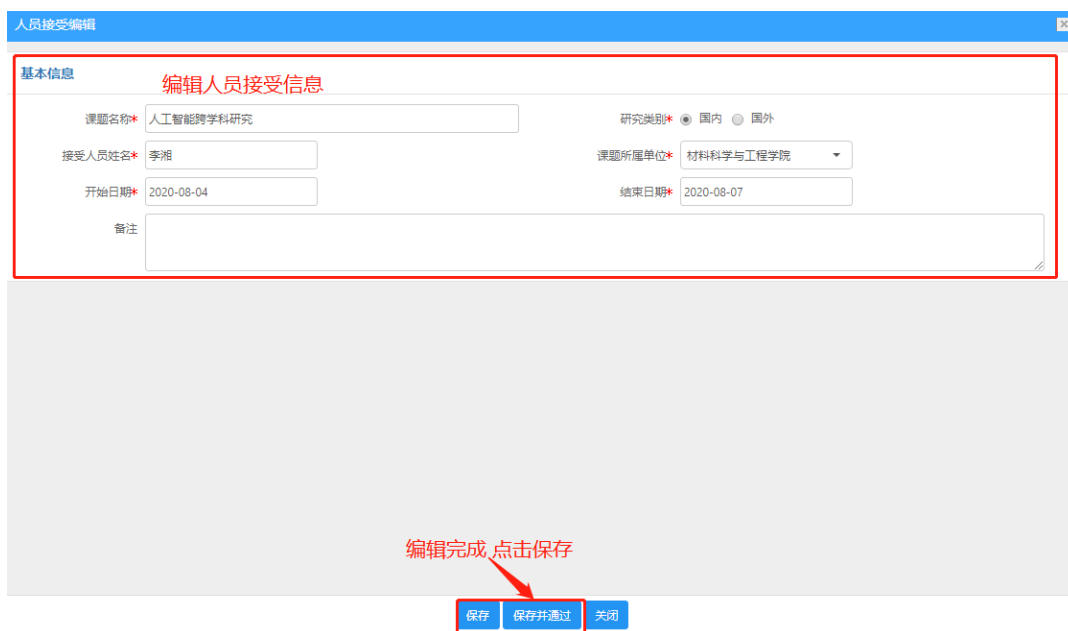 人员接受编辑
基本信息
编辑人员接受信息
课题名称* 人工智能跨学科研究 研究类别* 国内 国外
接受人员姓名* 李湘 课题所属单位* 材料科学与工程学院
开始日期* 2020-08-04 结束日期* 2020-08-07
备注
编辑完成 点击保存
保存 保存并通过 关闭